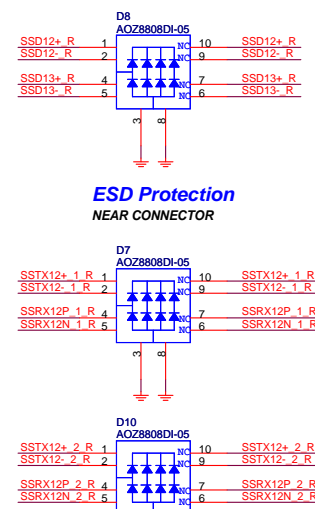 D8
AOZ8808DI-05
SSD12+_R 1 NC 10 SSD12+_R
SSD12-_R 2 NC 9 SSD12-_R
SSD13+_R 4 NC 7 SSD13+_R
SSD13-_R 5 NC 6 SSD13-_R
3 8
ESD Protection
NEAR CONNECTOR
D7
AOZ8808DI-05
SSTX12+_1_R 1 NC 10 SSTX12+_1_R
SSTX12-_1_R 2 NC 9 SSTX12-_1_R
SSRX12P_1_R 4 NC 7 SSRX12P_1_R
SSRX12N_1_R 5 NC 6 SSRX12N_1_R
3 8
D10
AOZ8808DI-05
SSTX12+_2_R 1 NC 10 SSTX12+_2_R
SSTX12-_2_R 2 NC 9 SSTX12-_2_R
SSRX12P_2_R 4 NC 7 SSRX12P_2_R
SSRX12N_2_R 5 NC 6 SSRX12N_2_R